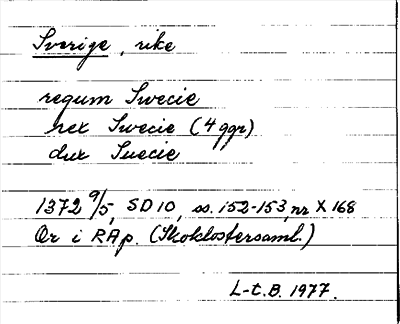 Sverige, rike
regum Swecie
rex Swecie (4 ggr)
dux Suecie
1372 9/5, SD 10, ss. 152-153, nr X 168
Or i RAp. (Skoklostersaml.)
L-t.B. 1977.